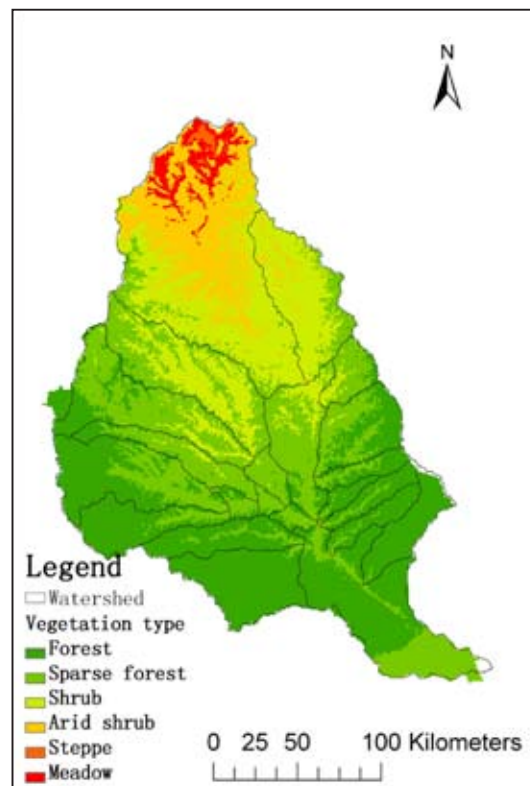 N
Legend
Watershed
Vegetation type
Forest
Sparse forest
Shrub
Arid shrub
Steppe
Meadow
0 25 50 100 Kilometers